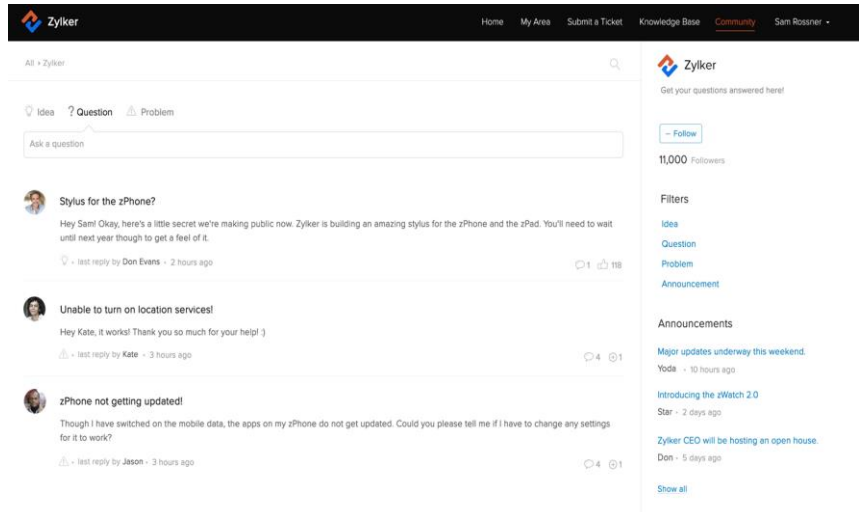 Zylker
Home My Area Submit a Ticket Knowledge Base Community Sam Rossner
All › Zylker
Idea ? Question Problem
Ask a question
Stylus for the zPhone?
Hey Sam! Okay, here's a little secret we're making public now. Zylker is building an amazing stylus for the zPhone and the zPad. You'll need to wait
until next year though to get a feel of it.
• last reply by Don Evans • 2 hours ago
1 118
Unable to turn on location services!
Hey Kate, it works! Thank you so much for your help! :)
• last reply by Kate • 3 hours ago
4 1
zPhone not getting updated!
Though I have switched on the mobile data, the apps on my zPhone do not get updated. Could you please tell me if I have to change any settings
for it to work?
• last reply by Jason • 3 hours ago
4 1
Zylker
Get your questions answered here!
– Follow
11,000 Followers
Filters
Idea
Question
Problem
Announcement
Announcements
Major updates underway this weekend.
Yoda • 10 hours ago
Introducing the zWatch 2.0
Star • 2 days ago
Zylker CEO will be hosting an open house.
Don • 5 days ago
Show all